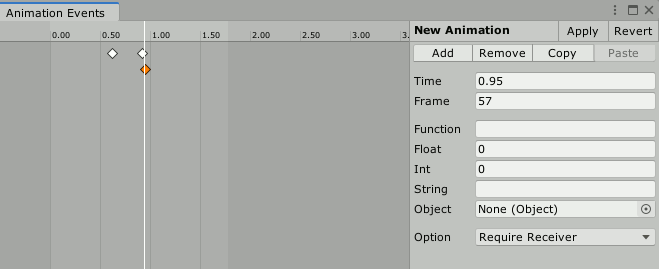 Animation Events
0.00 0.50 1.00 1.50 2.00 2.50 3.00 3.
New Animation Apply Revert
Add Remove Copy Paste
Time 0.95
Frame 57
Function
Float 0
Int 0
String
Object None (Object)
Option Require Receiver